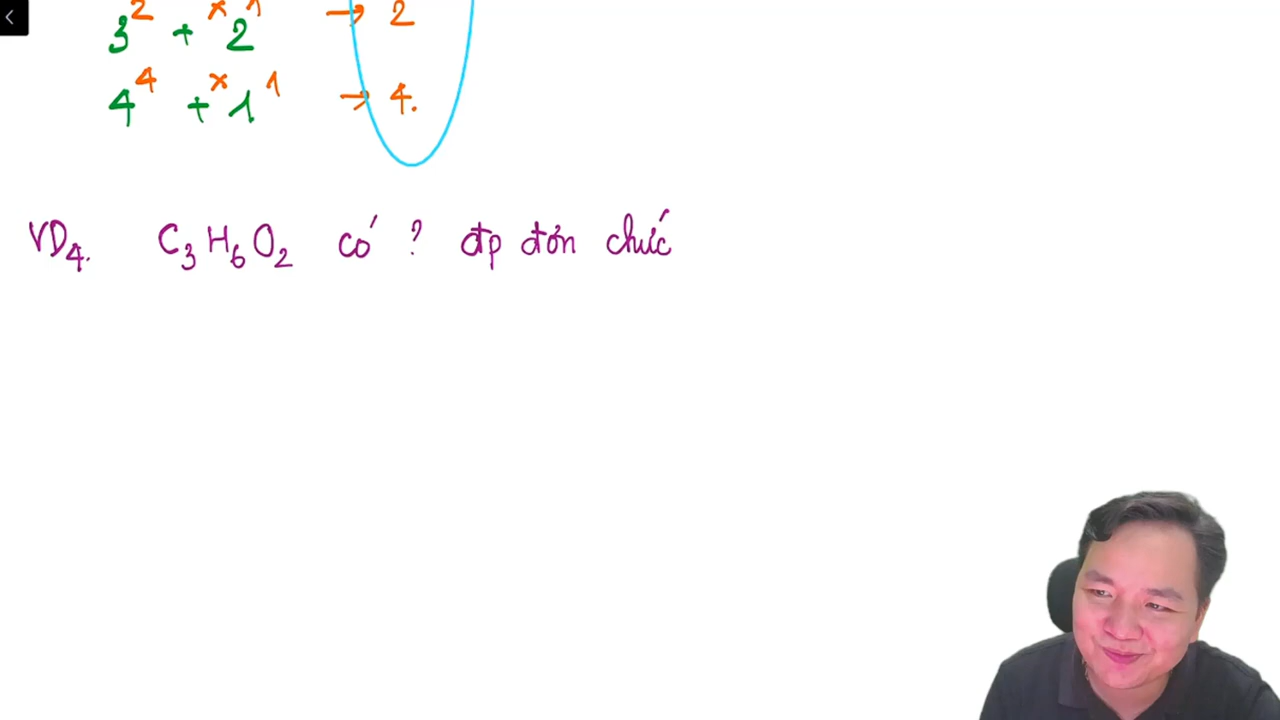 3² + ˣ2¹ → 2
4⁴ + ˣ1¹ → 4.
VD₄. C₃H₆O₂ có ? đp đơn chức